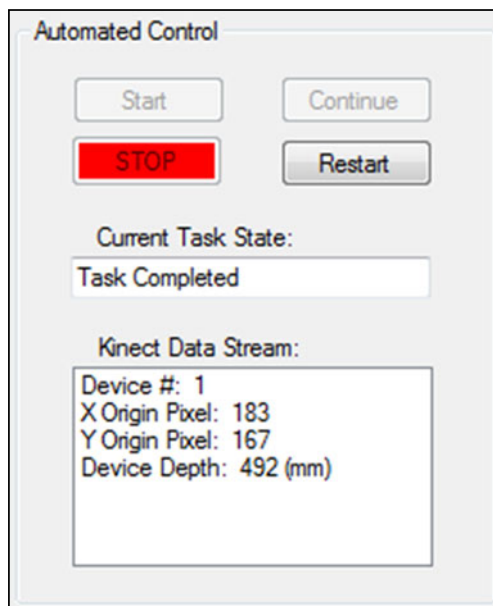 Automated Control
Start Continue
STOP Restart
Current Task State:
Task Completed
Kinect Data Stream:
Device #: 1
X Origin Pixel: 183
Y Origin Pixel: 167
Device Depth: 492 (mm)